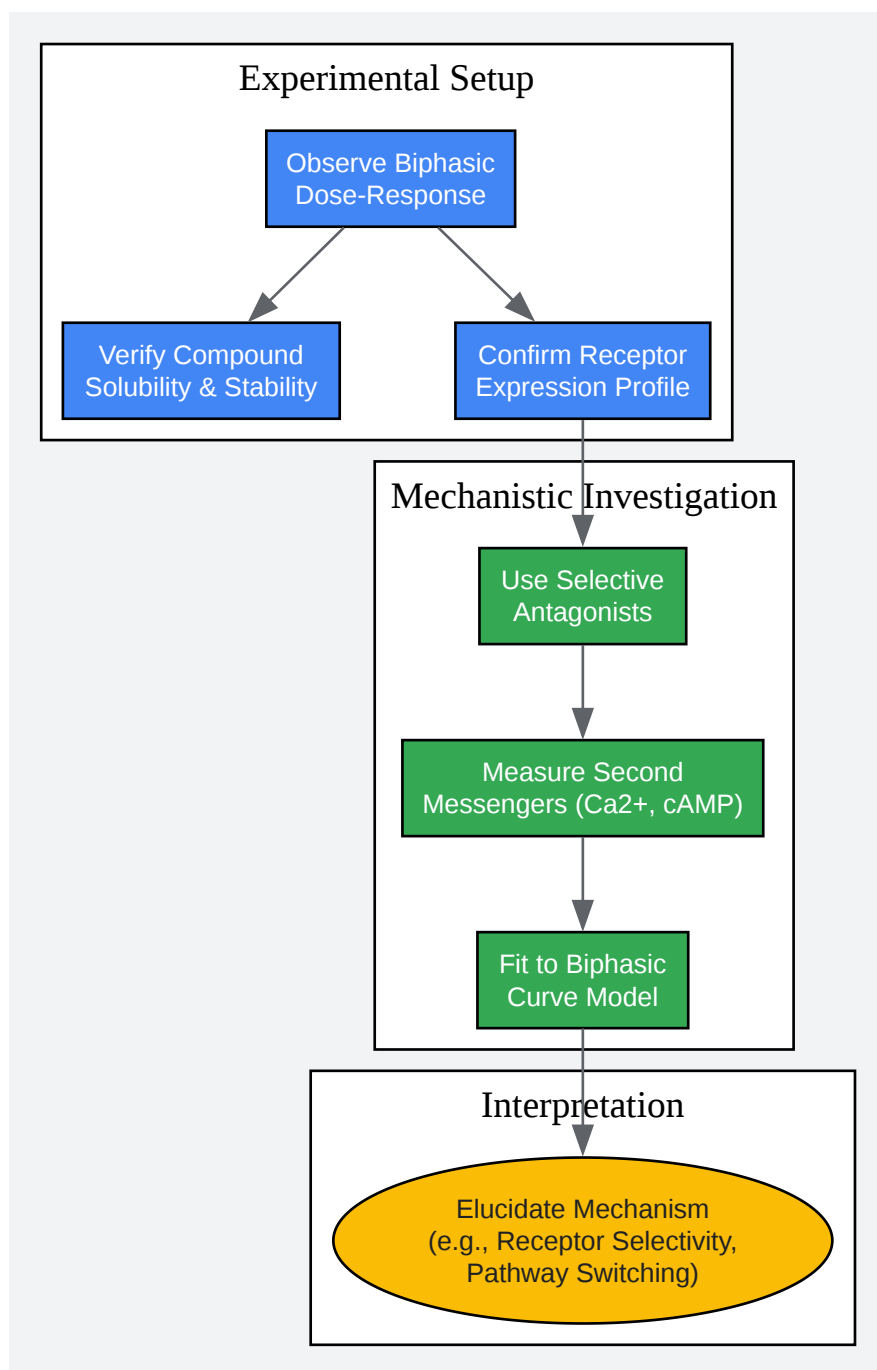 Experimental Setup
Observe Biphasic
Dose-Response
Verify Compound
Solubility & Stability
Confirm Receptor
Expression Profile
Mechanistic Investigation
Use Selective
Antagonists
Measure Second
Messengers (Ca2+, cAMP)
Fit to Biphasic
Curve Model
Interpretation
Elucidate Mechanism
(e.g., Receptor Selectivity,
Pathway Switching)